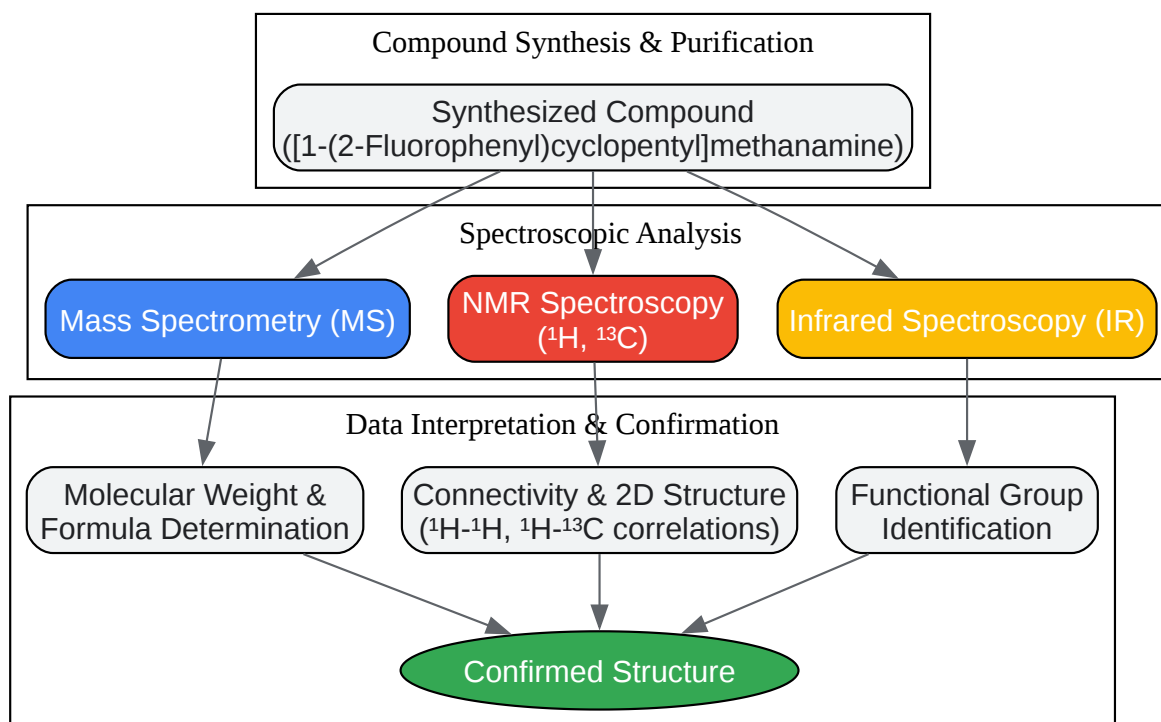 Compound Synthesis & Purification
Synthesized Compound
([1-(2-Fluorophenyl)cyclopentyl]methanamine)
Spectroscopic Analysis
Mass Spectrometry (MS)
NMR Spectroscopy
(¹H, ¹³C)
Infrared Spectroscopy (IR)
Data Interpretation & Confirmation
Molecular Weight &
Formula Determination
Connectivity & 2D Structure
(¹H-¹H, ¹H-¹³C correlations)
Functional Group
Identification
Confirmed Structure